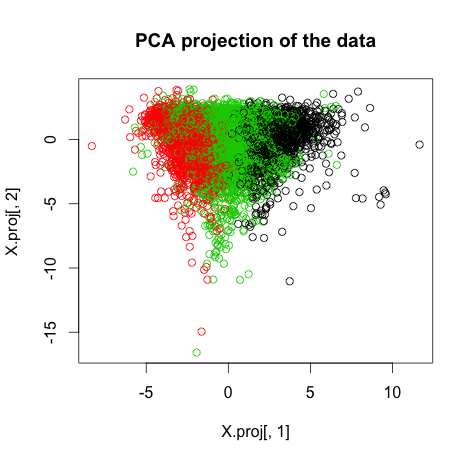 PCA projection of the data
0
-5
-10
-15
X.proj[, 2]
-5 0 5 10
X.proj[, 1]